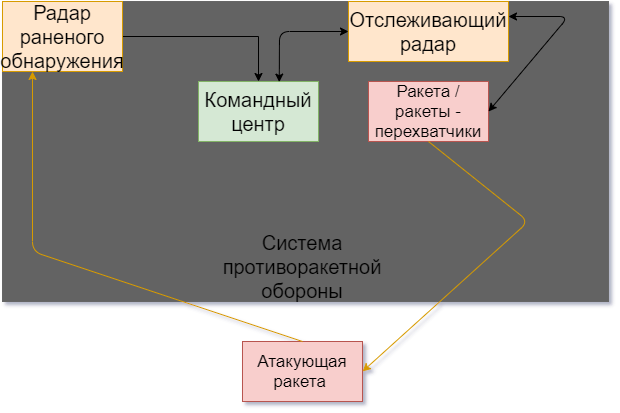 Радар
раненого
обнаружения
Отслеживающий
радар
Командный
центр
Ракета /
ракеты -
перехватчики
Система
противоракетной
обороны
Атакующая
ракета